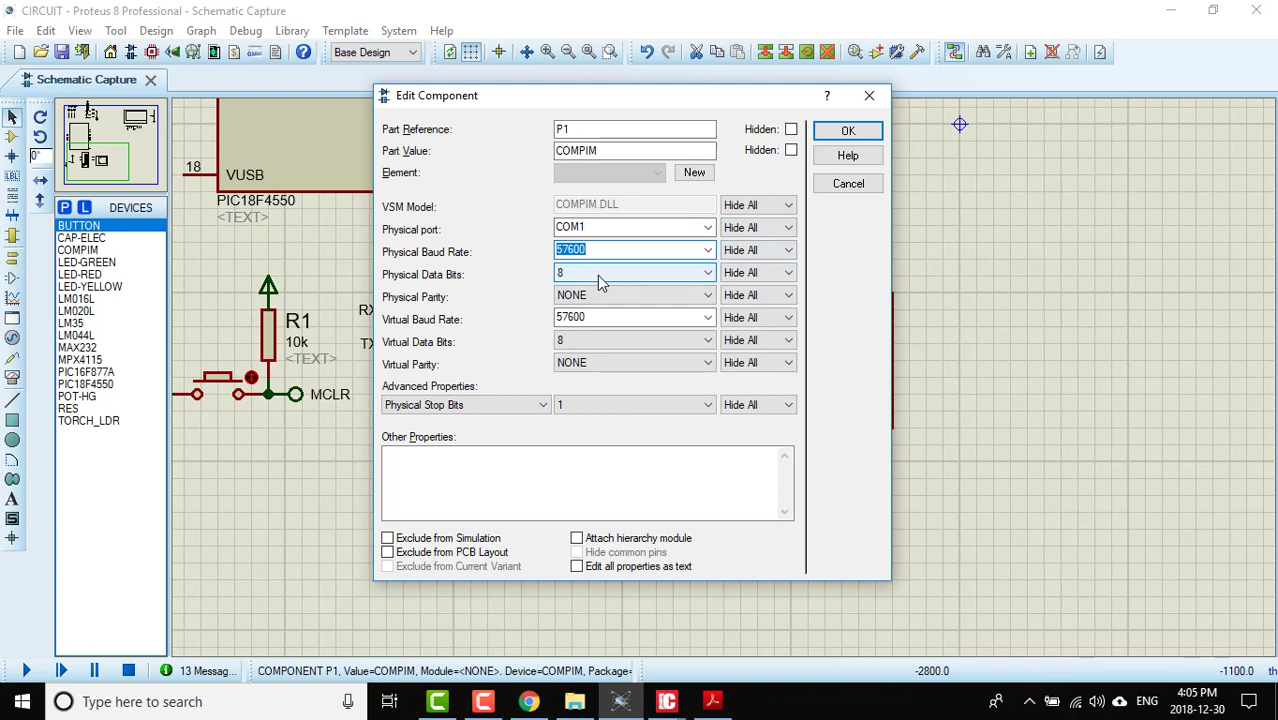 CIRCUIT - Proteus 8 Professional - Schematic Capture
File Edit View Tool Design Graph Debug Library Template System Help
Base Design
Schematic Capture
0°
P L DEVICES
BUTTON
CAP-ELEC
COMPIM
LED-GREEN
LED-RED
LED-YELLOW
LM016L
LM020L
LM35
LM044L
MAX232
MPX4115
PIC16F877A
PIC18F4550
POT-HG
RES
TORCH_LDR
18
VUSB
PIC18F4550
<TEXT>
R1
10k
<TEXT>
MCLR
Edit Component
Part Reference: P1 Hidden:
Part Value: COMPIM Hidden:
Element: New
VSM Model: COMPIM.DLL Hide All
Physical port: COM1 Hide All
Physical Baud Rate: 57600 Hide All
Physical Data Bits: 8 Hide All
Physical Parity: NONE Hide All
Virtual Baud Rate: 57600 Hide All
Virtual Data Bits: 8 Hide All
Virtual Parity: NONE Hide All
Advanced Properties:
Physical Stop Bits 1 Hide All
Other Properties:
Exclude from Simulation Attach hierarchy module
Exclude from PCB Layout Hide common pins
Exclude from Current Variant Edit all properties as text
OK
Help
Cancel
13 Messag... COMPONENT P1, Value=COMPIM, Module=<NONE>. Device=COMPIM, Package= -2800.0 -1100.0 th
Type here to search
ENG
4:05 PM
2018-12-30